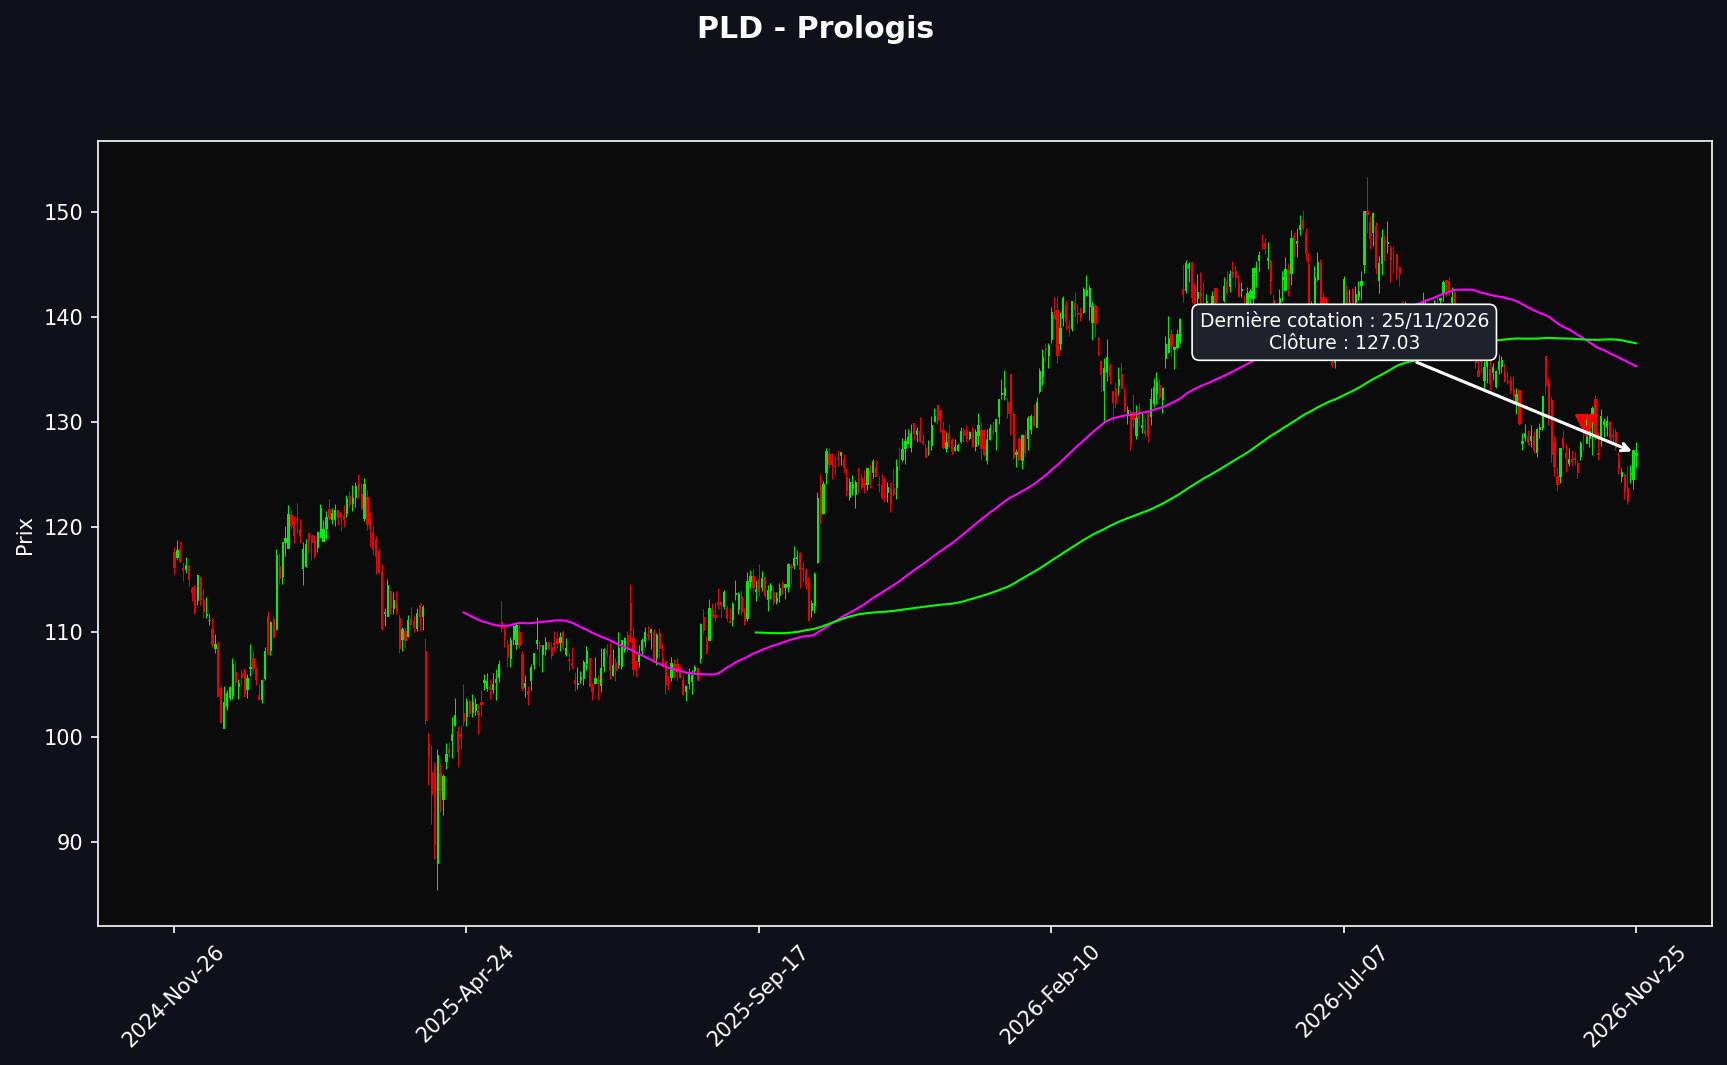 PLD - Prologis
Prix
150
140
130
120
110
100
90
Dernière cotation : 25/11/2026
Clôture : 127.03
2024-Nov-26
2025-Apr-24
2025-Sep-17
2026-Feb-10
2026-Jul-07
2026-Nov-25